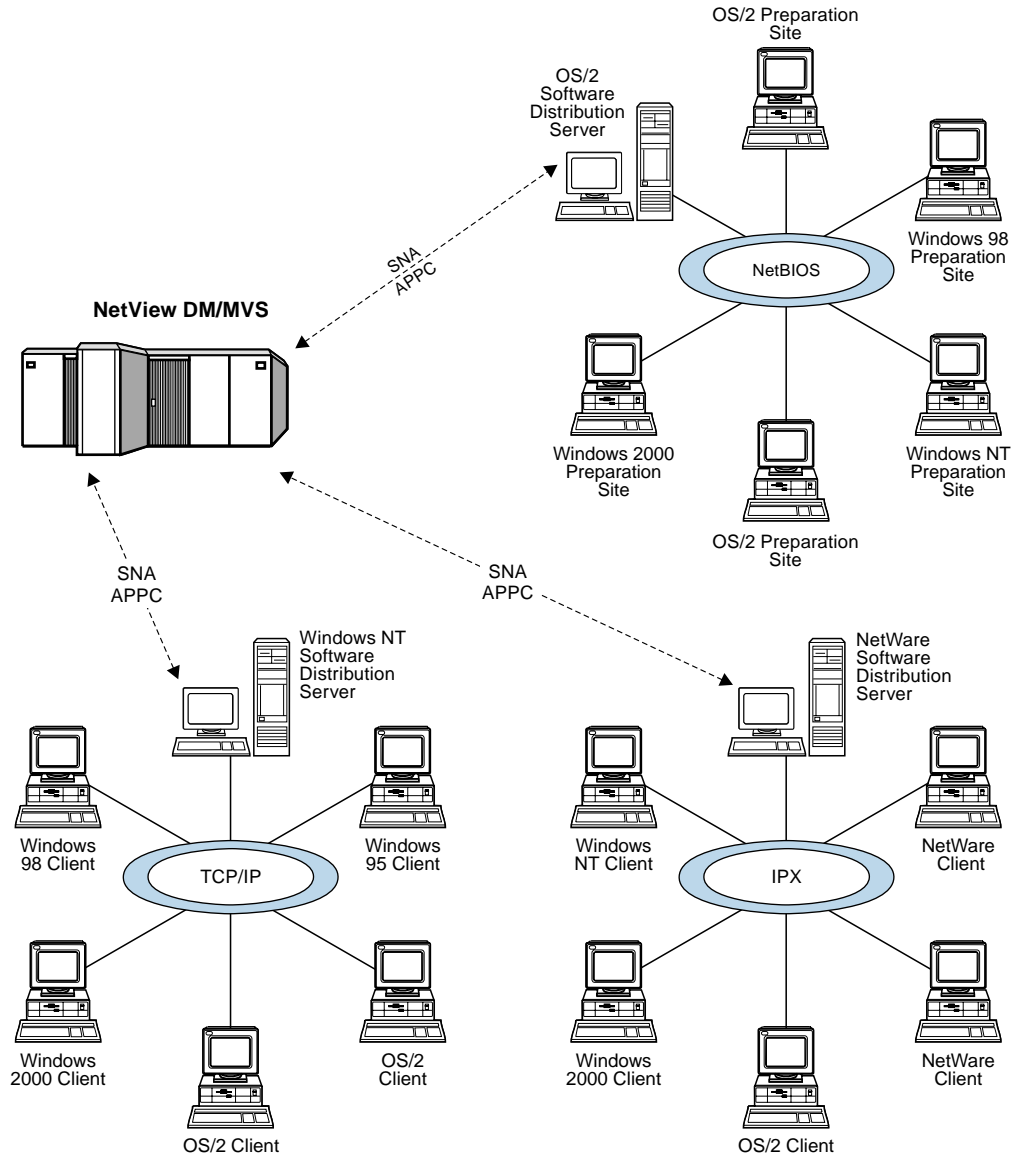 OS/2 Preparation
Site
OS/2
Software
Distribution
Server
Windows 98
Preparation
Site
NetBIOS
SNA
APPC
NetView DM/MVS
Windows 2000
Preparation
Site
Windows NT
Preparation
Site
OS/2 Preparation
Site
SNA
APPC
SNA
APPC
Windows NT
Software
Distribution
Server
NetWare
Software
Distribution
Server
Windows
98 Client
Windows
95 Client
TCP/IP
Windows
2000 Client
OS/2
Client
OS/2 Client
Windows
NT Client
NetWare
Client
IPX
Windows
2000 Client
NetWare
Client
OS/2 Client